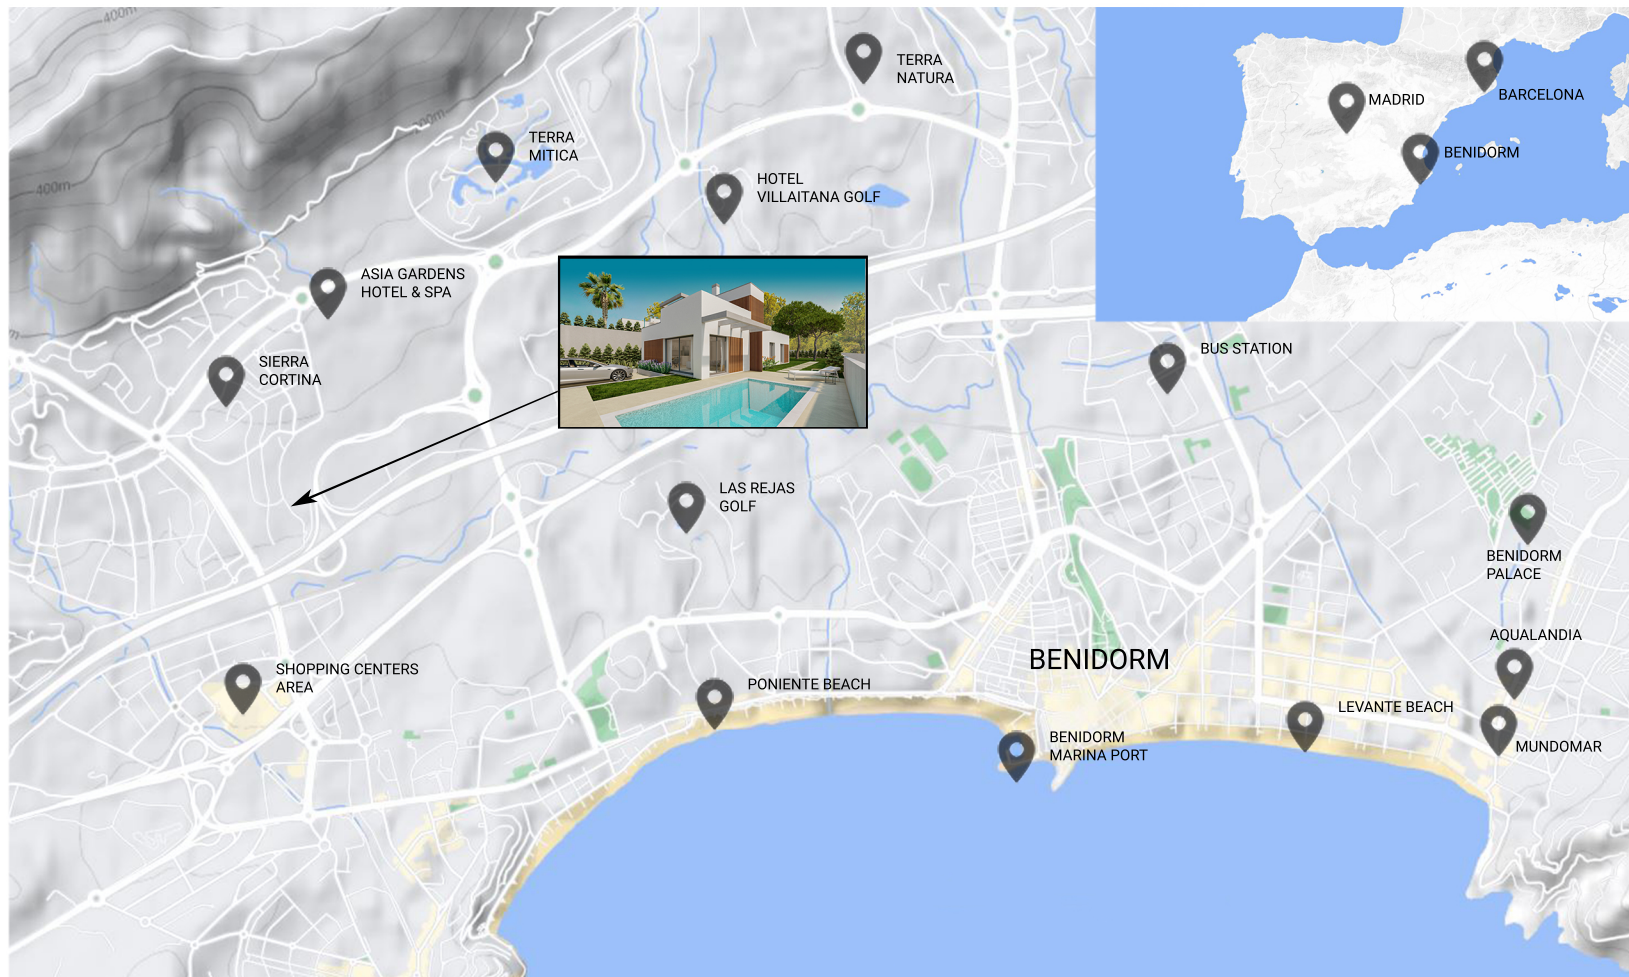 400m
TERRA
NATURA
MADRID
BARCELONA
200m
TERRA
MITICA
BENIDORM
400m
HOTEL
VILLAITANA GOLF
ASIA GARDENS
HOTEL & SPA
BUS STATION
SIERRA
CORTINA
LAS REJAS
GOLF
BENIDORM
PALACE
AQUALANDIA
BENIDORM
SHOPPING CENTERS
AREA
PONIENTE BEACH
LEVANTE BEACH
BENIDORM
MARINA PORT
MUNDOMAR